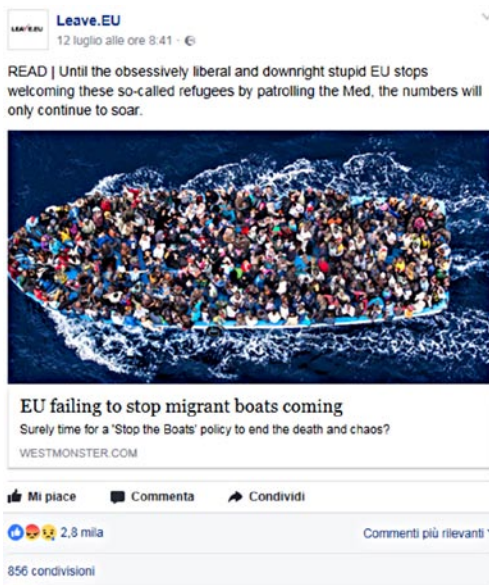 LEAVE.EU
Leave.EU
12 luglio alle ore 8:41 ·
READ | Until the obsessively liberal and downright stupid EU stops
welcoming these so-called refugees by patrolling the Med, the numbers will
only continue to soar.
EU failing to stop migrant boats coming
Surely time for a 'Stop the Boats' policy to end the death and chaos?
WESTMONSTER.COM
Mi piace Commenta Condividi
2,8 mila Commenti più rilevanti
856 condivisioni